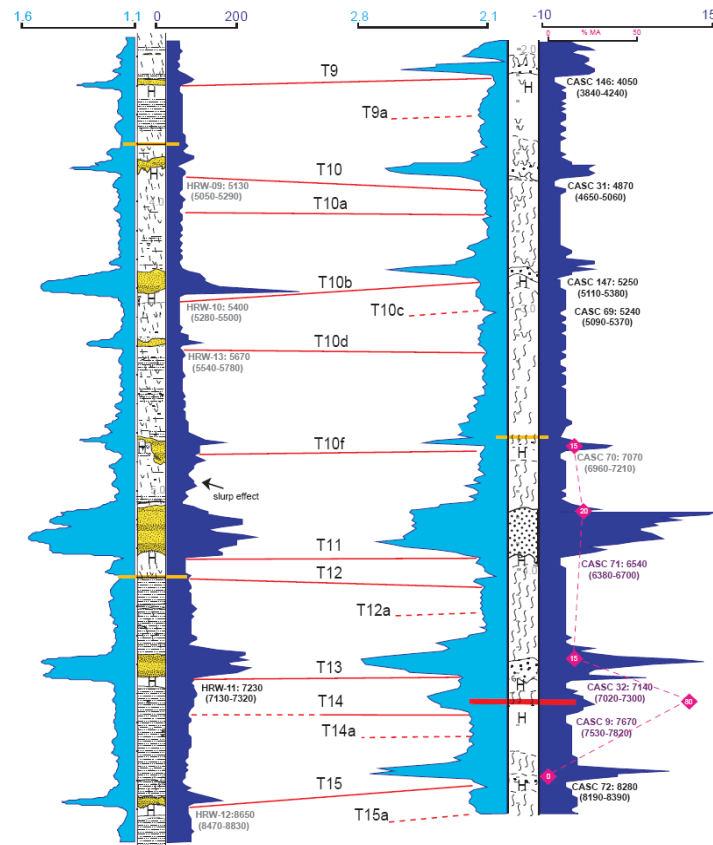 1.6 1.1 0 200 2.8 2.1 -10 15
0 % MA 50
2.0
T9
H H
CASC 146: 4050
(3840-4240)
T9a
T10
H H
HRW-09: 5130
(5050-5290)
CASC 31: 4870
(4650-5060)
T10a
T10b
H H
CASC 147: 5250
(5110-5380)
HRW-10: 5400
(5280-5500)
T10c
CASC 69: 5240
(5090-5370)
T10d
HRW-13: 5670
(5540-5780)
T10f
H H
15
CASC 70: 7070
(6960-7210)
slurp effect
20
T11
H H
CASC 71: 6540
(6380-6700)
T12
T12a
15
T13
H H
HRW-11: 7230
(7130-7320)
CASC 32: 7140
(7020-7300)
T14
H
60
CASC 9: 7670
(7530-7820)
T14a
0
T15
H H
CASC 72: 8280
(8190-8390)
HRW-12:8650
(8470-8830)
T15a